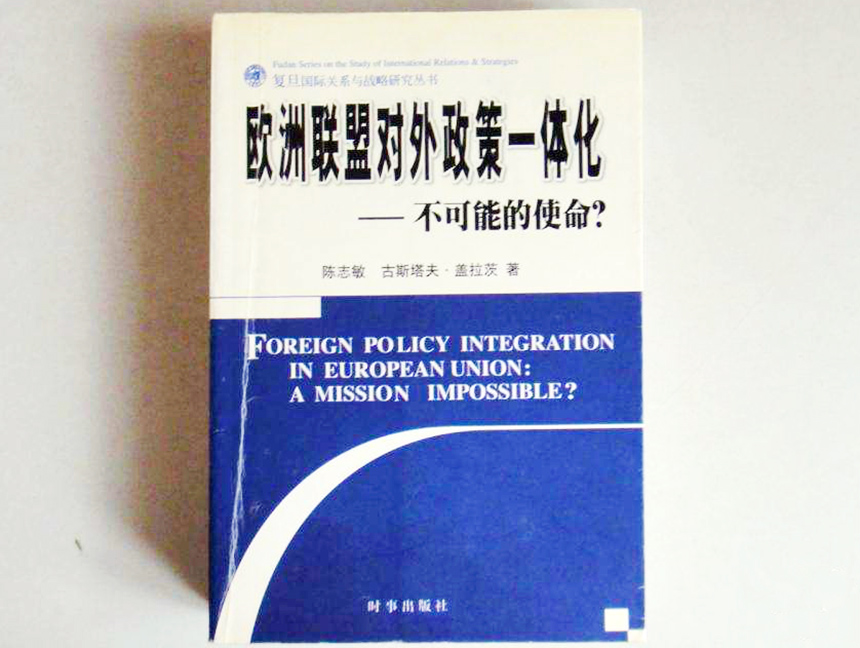 Fudan Series on the Study of International Relations & Strategies
复旦国际关系与战略研究丛书
欧洲联盟对外政策一体化
——不可能的使命?
陈志敏 古斯塔夫·盖拉茨 著
FOREIGN POLICY INTEGRATION
IN EUROPEAN UNION:
A MISSION IMPOSSIBLE?
时事出版社